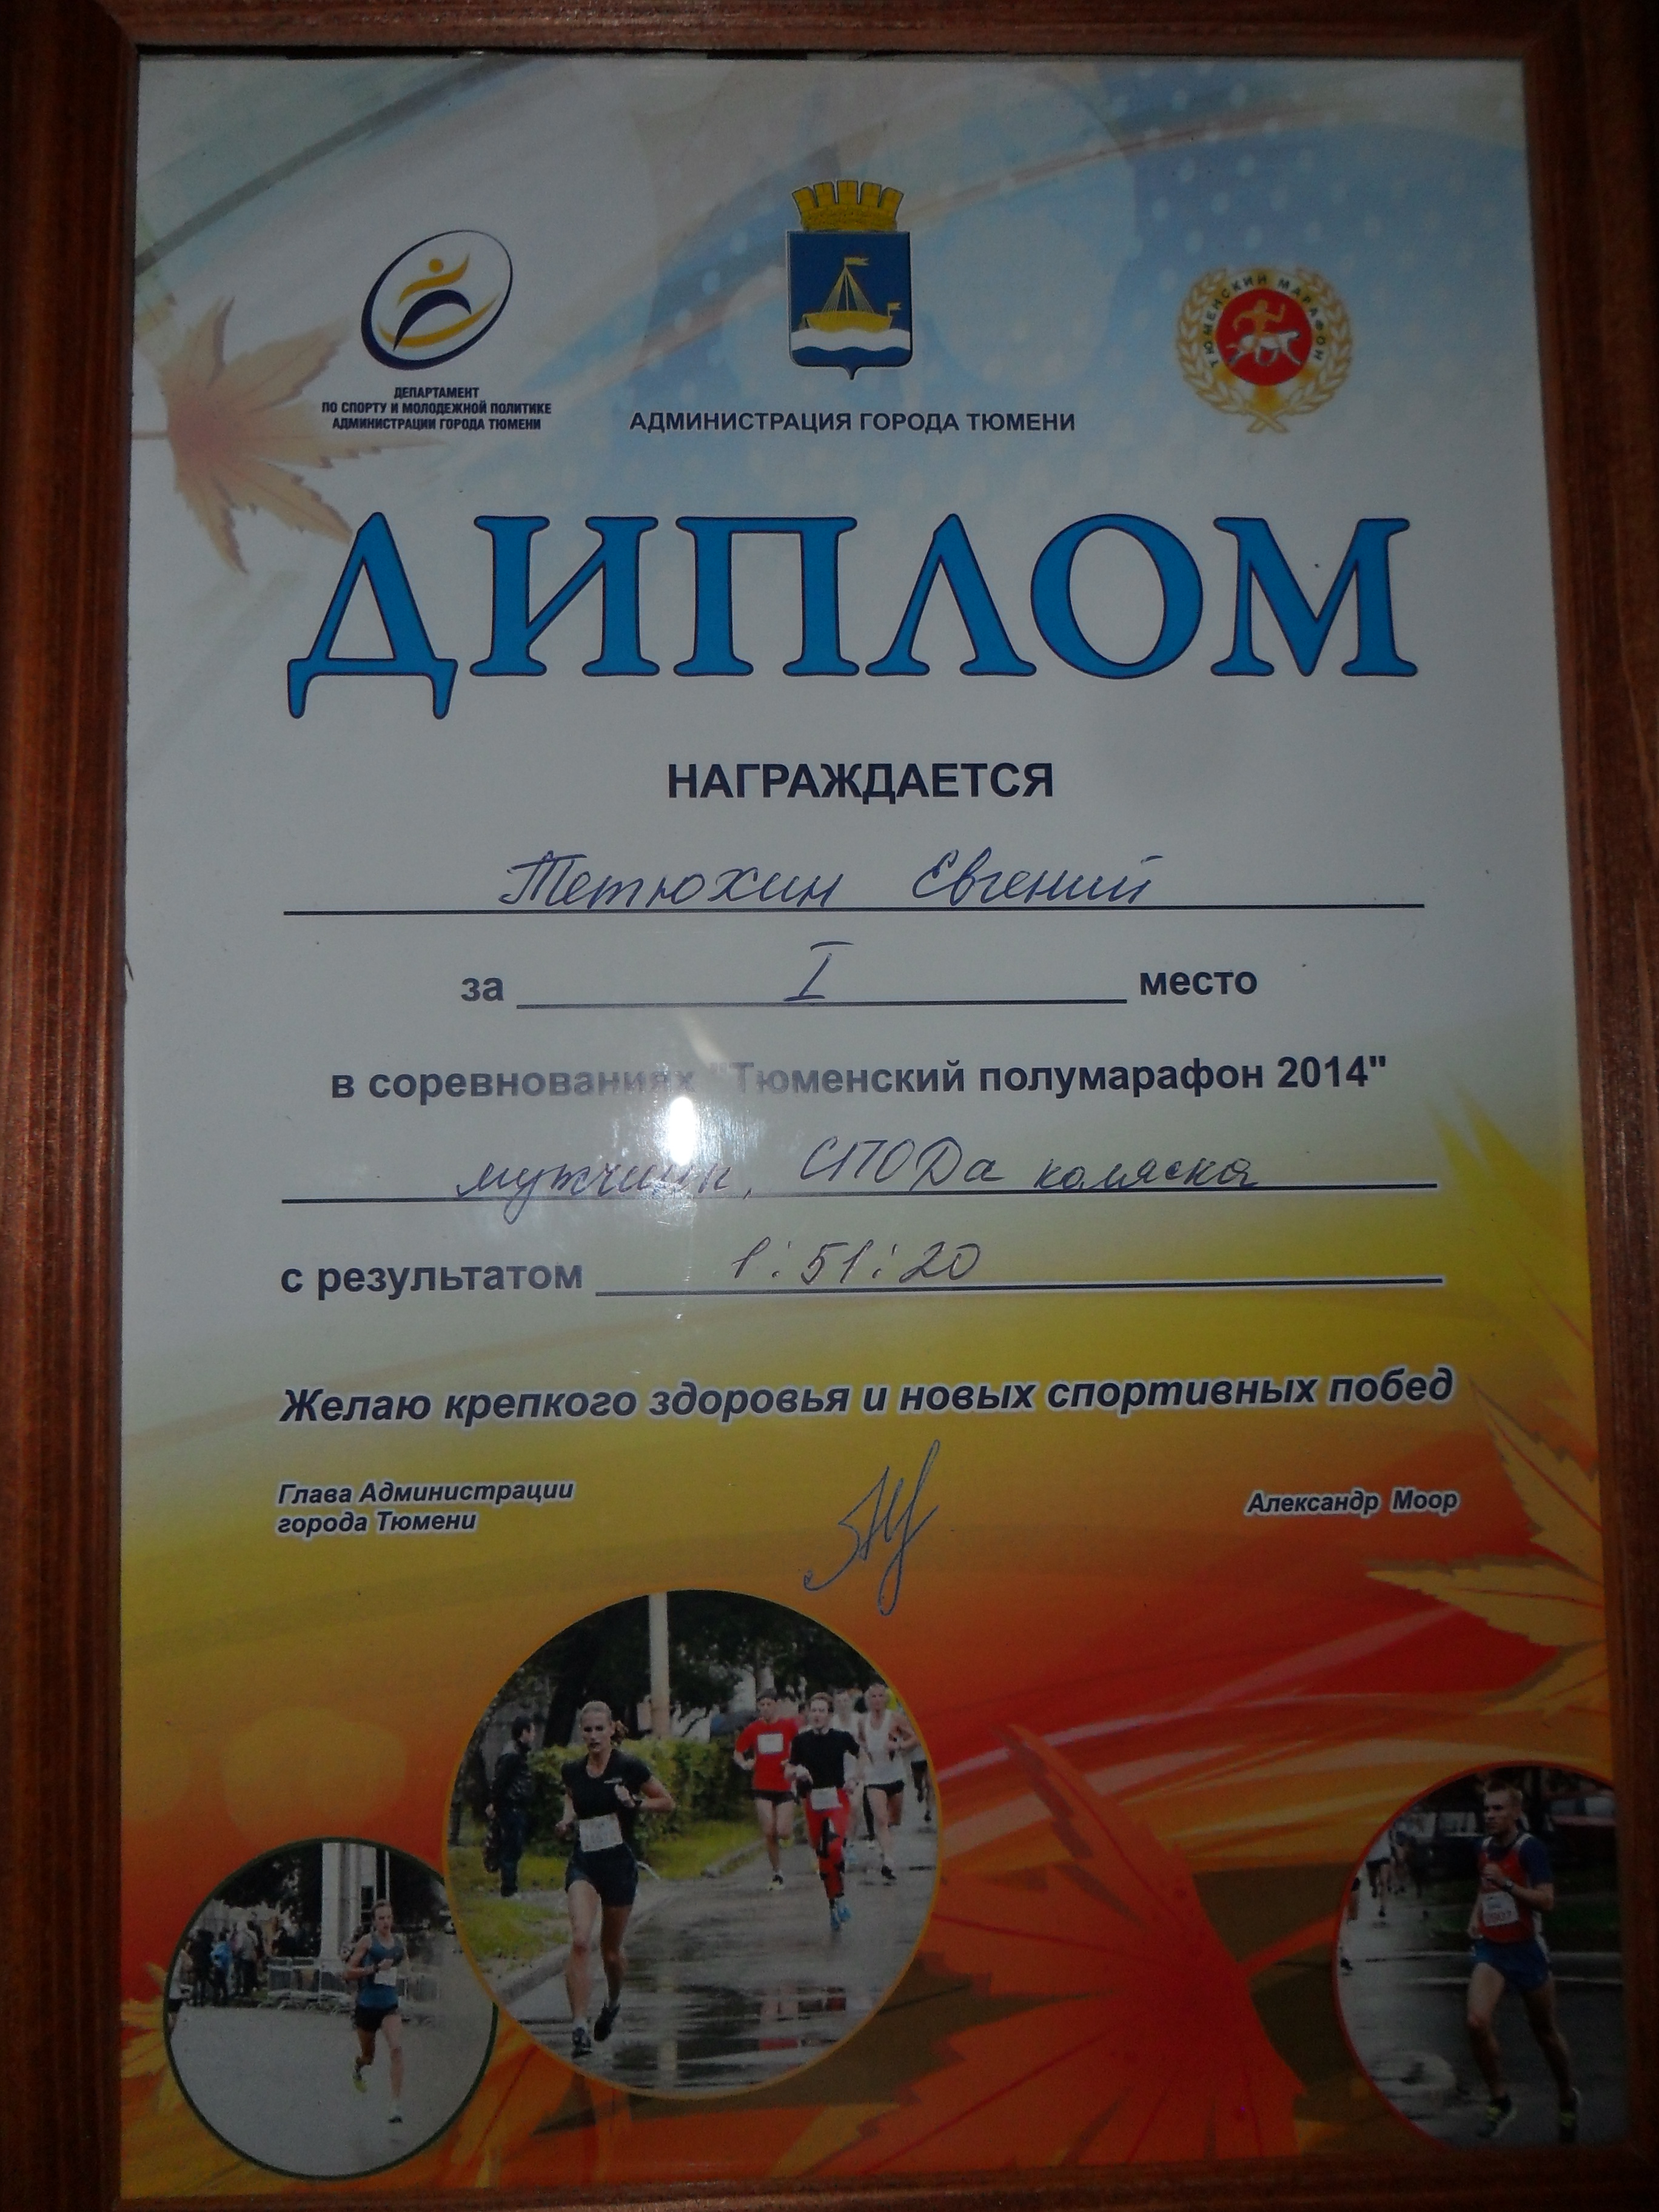 ДЕПАРТАМЕНТ
ПО СПОРТУ И МОЛОДЕЖНОЙ ПОЛИТИКЕ
АДМИНИСТРАЦИИ ГОРОДА ТЮМЕНИ
АДМИНИСТРАЦИЯ ГОРОДА ТЮМЕНИ
ТЮМЕНСКИЙ МАРАФОН
ДИПЛОМ
НАГРАЖДАЕТСЯ
Тетюхин Евгений
за I место
в соревнованиях "Тюменский полумарафон 2014"
мужчины, СПОДа коляска
с результатом 1:51:20
Желаю крепкого здоровья и новых спортивных побед
Глава Администрации
города Тюмени
Александр Моор